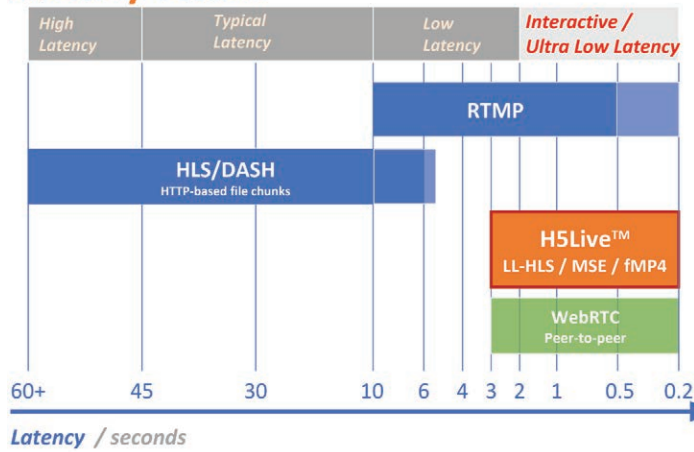 High Latency
Typical Latency
Low Latency
Interactive / Ultra Low Latency
RTMP
HLS/DASH
HTTP-based file chunks
H5Live™
LL-HLS / MSE / fMP4
WebRTC
Peer-to-peer
60+ 45 30 10 6 4 3 2 1 0.5 0.2
Latency / seconds